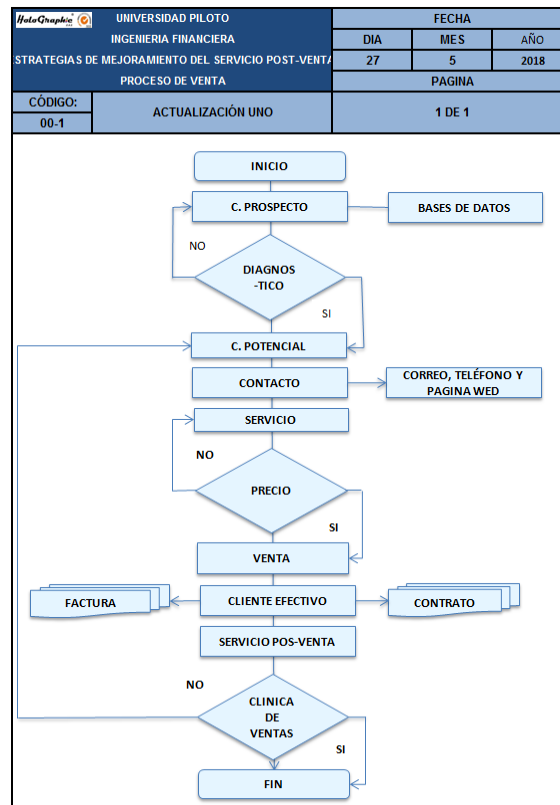 HoloGraphic
UNIVERSIDAD PILOTO
INGENIERIA FINANCIERA
STRATEGIAS DE MEJORAMIENTO DEL SERVICIO POST-VENTA
PROCESO DE VENTA
FECHA
DIA MES AÑO
27 5 2018
PAGINA
CÓDIGO:
00-1
ACTUALIZACIÓN UNO
1 DE 1
INICIO
C. PROSPECTO
BASES DE DATOS
NO
DIAGNOS
-TICO
SI
C. POTENCIAL
CONTACTO
CORREO, TELÉFONO Y
PAGINA WED
SERVICIO
NO
PRECIO
SI
VENTA
FACTURA
CLIENTE EFECTIVO
CONTRATO
SERVICIO POS-VENTA
NO
CLINICA
DE
VENTAS
SI
FIN